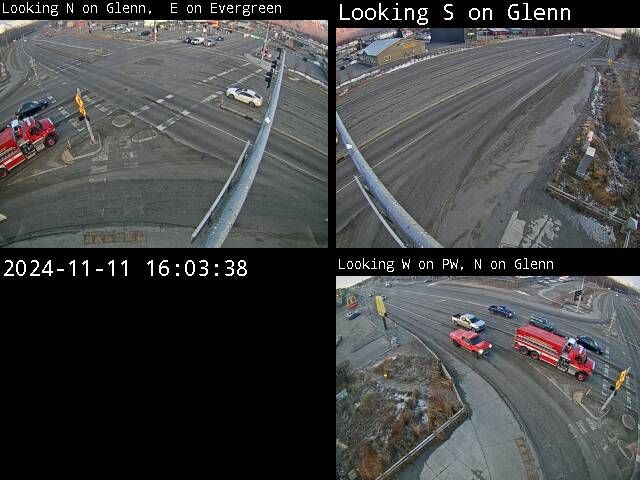 Looking N on Glenn,  E on Evergreen
Looking S on Glenn
2024-11-11 16:03:38
Looking W on PW, N on Glenn